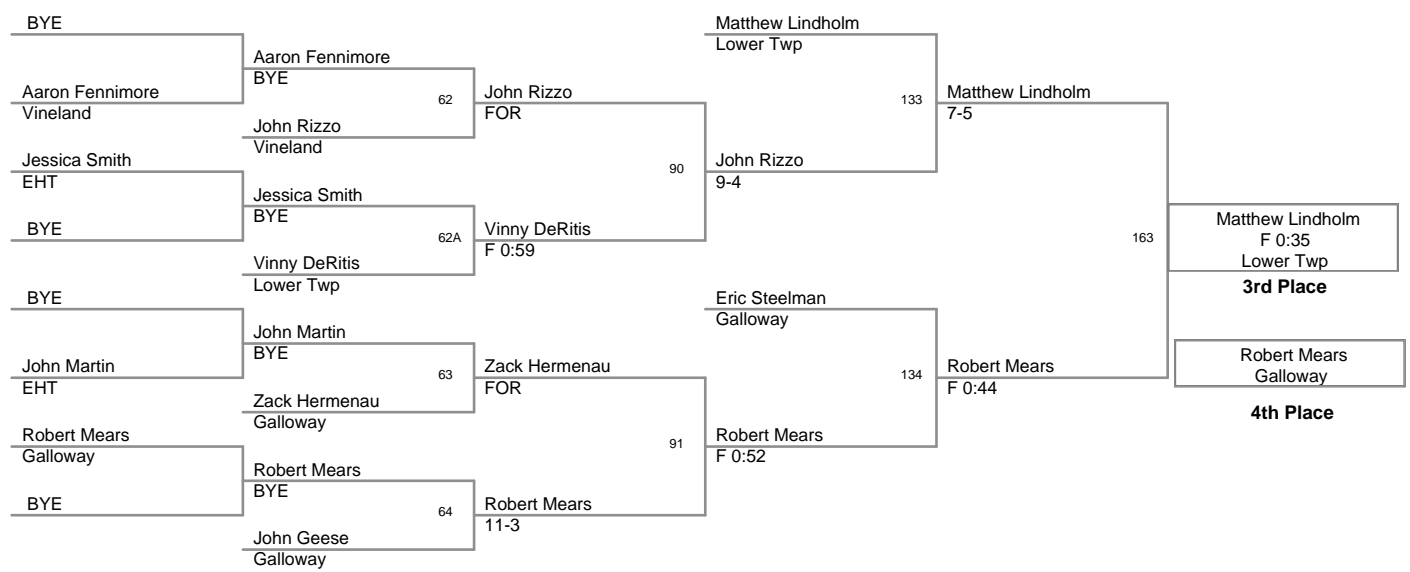 BYE
Aaron Fennimore
Vineland
Jessica Smith
EHT
BYE
BYE
John Martin
EHT
Robert Mears
Galloway
BYE
Aaron Fennimore
BYE
62
John Rizzo
Vineland
Jessica Smith
BYE
62A
Vinny DeRitis
Lower Twp
John Martin
BYE
63
Zack Hermenau
Galloway
Robert Mears
BYE
64
John Geese
Galloway
John Rizzo
FOR
90
Vinny DeRitis
F 0:59
Zack Hermenau
FOR
91
Robert Mears
11-3
Matthew Lindholm
Lower Twp
133
John Rizzo
9-4
Eric Steelman
Galloway
134
Robert Mears
F 0:52
Matthew Lindholm
7-5
163
Robert Mears
F 0:44
Matthew Lindholm
F 0:35
Lower Twp
3rd Place
Robert Mears
Galloway
4th Place